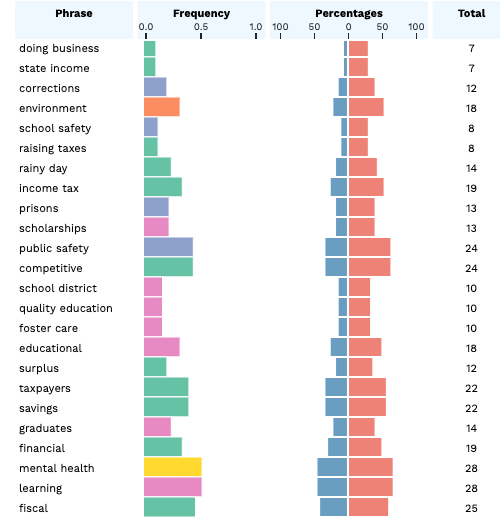 Phrase Frequency Percentages Total
0.0 0.5 1.0 100 50 0 50 100
doing business 7
state income 7
corrections 12
environment 18
school safety 8
raising taxes 8
rainy day 14
income tax 19
prisons 13
scholarships 13
public safety 24
competitive 24
school district 10
quality education 10
foster care 10
educational 18
surplus 12
taxpayers 22
savings 22
graduates 14
financial 19
mental health 28
learning 28
fiscal 25